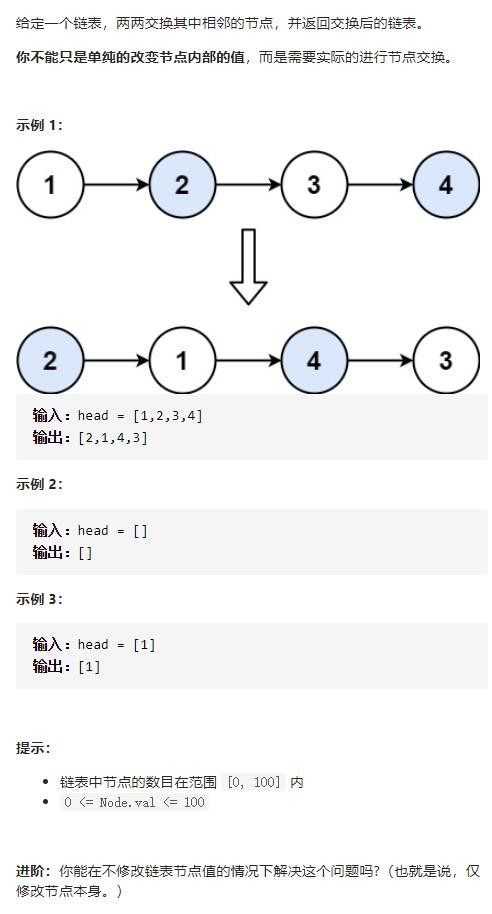 给定一个链表，两两交换其中相邻的节点，并返回交换后的链表。
你不能只是单纯的改变节点内部的值，而是需要实际的进行节点交换。
示例 1：
1 2 3 4
2 1 4 3
输入：head = [1,2,3,4]
输出：[2,1,4,3]
示例 2：
输入：head = []
输出：[]
示例 3：
输入：head = [1]
输出：[1]
提示：
• 链表中节点的数目在范围 [0, 100] 内
• 0 <= Node.val <= 100
进阶：你能在不修改链表节点值的情况下解决这个问题吗?（也就是说，仅
修改节点本身。）